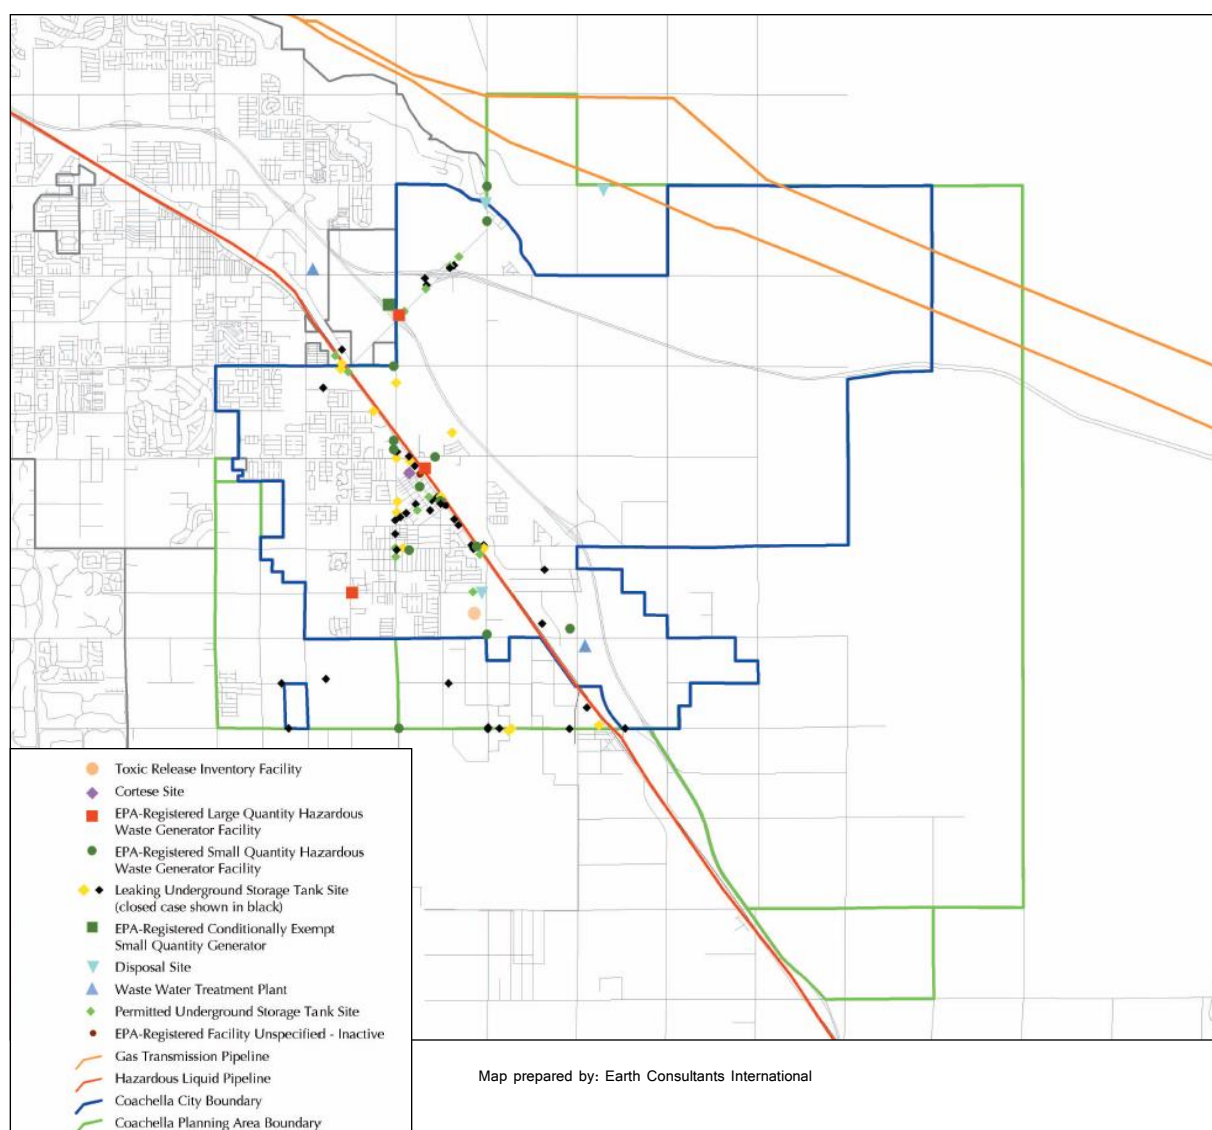 Toxic Release Inventory Facility
Cortese Site
EPA-Registered Large Quantity Hazardous
Waste Generator Facility
EPA-Registered Small Quantity Hazardous
Waste Generator Facility
Leaking Underground Storage Tank Site
(closed case shown in black)
EPA-Registered Conditionally Exempt
Small Quantity Generator
Disposal Site
Waste Water Treatment Plant
Permitted Underground Storage Tank Site
EPA-Registered Facility Unspecified - Inactive
Gas Transmission Pipeline
Hazardous Liquid Pipeline
Coachella City Boundary
Coachella Planning Area Boundary
Map prepared by: Earth Consultants International